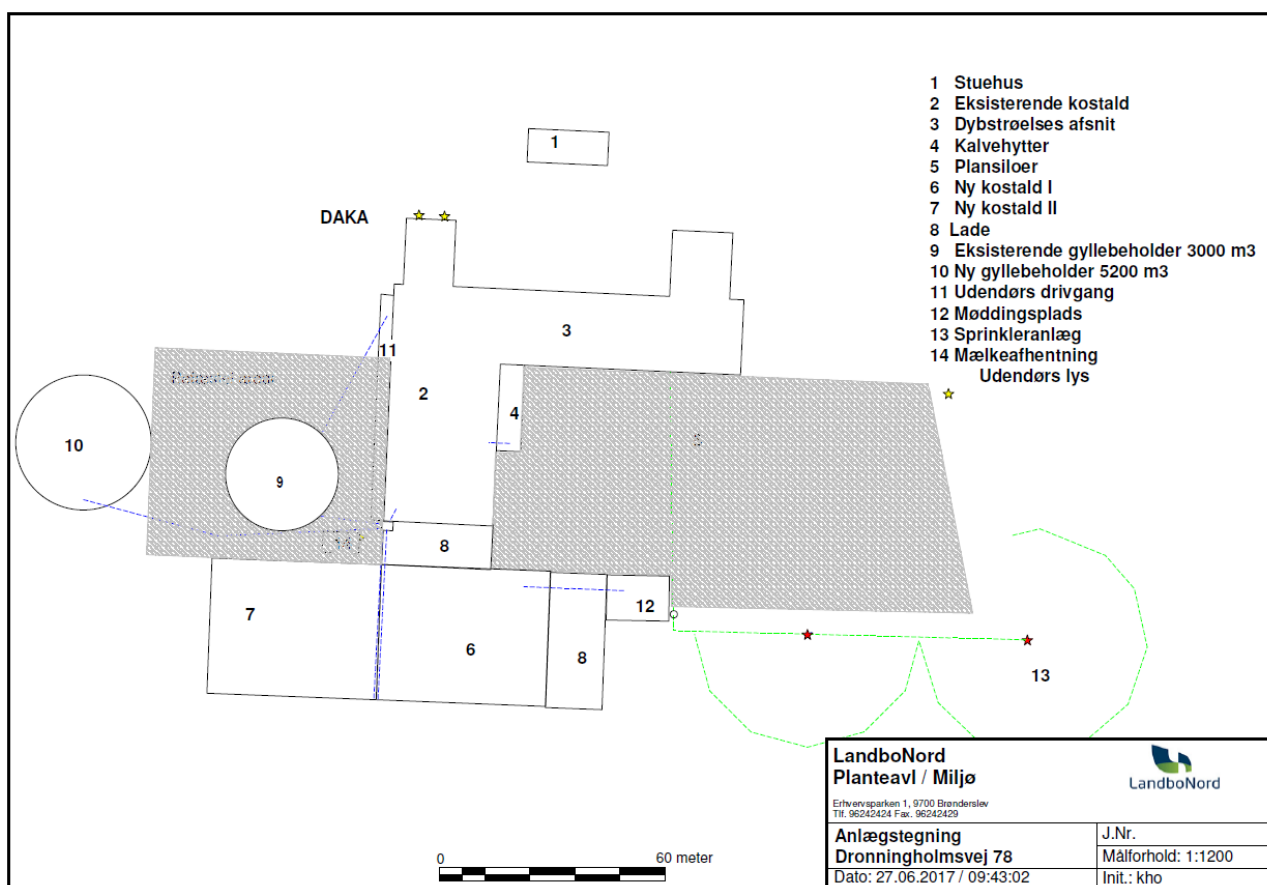 1 Stuehus
2 Eksisterende kostald
3 Dybstrøelses afsnit
4 Kalvehytter
5 Plansiloer
6 Ny kostald I
7 Ny kostald II
8 Lade
9 Eksisterende gyllebeholder 3000 m3
10 Ny gyllebeholder 5200 m3
11 Udendørs drivgang
12 Møddingsplads
13 Sprinkleranlæg
14 Mælkeafhentning
Udendørs lys
1
DAKA
3
11
2
4
5
10
9
14
8
7
12
6
8
13
LandboNord
Planteavl / Miljø
Erhvervsparken 1, 9700 Brønderslev
Tlf. 96242424 Fax. 96242429
LandboNord
Anlægstegning
Dronningholmsvej 78
Dato: 27.06.2017 / 09:43:02
J.Nr.
Målforhold: 1:1200
Init.: kho
0 60 meter